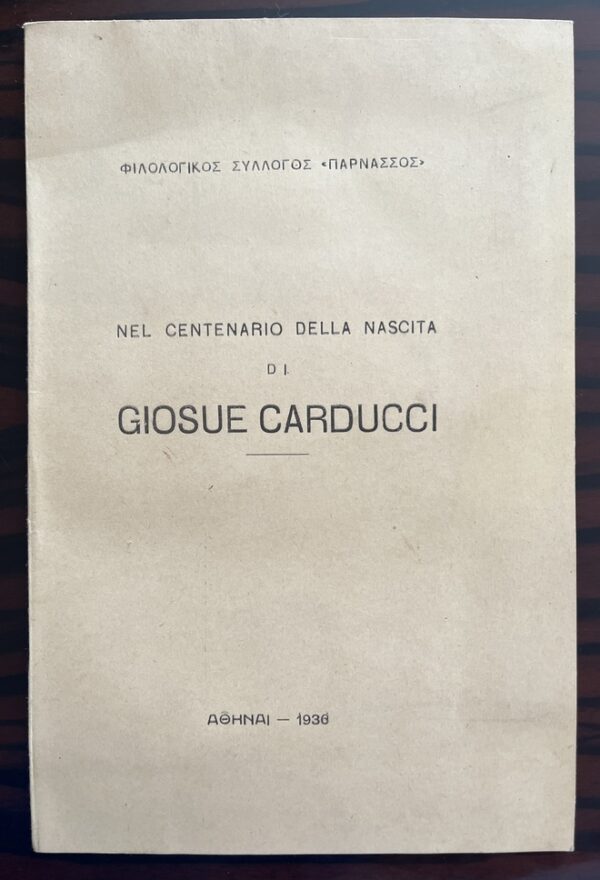 ΦΙΛΟΛΟΓΙΚΟΣ ΣΥΛΛΟΓΟΣ «ΠΑΡΝΑΣΣΟΣ»
NEL CENTENARIO DELLA NASCITA
DI
GIOSUE CARDUCCI
ΑΘΗΝΑΙ — 1936